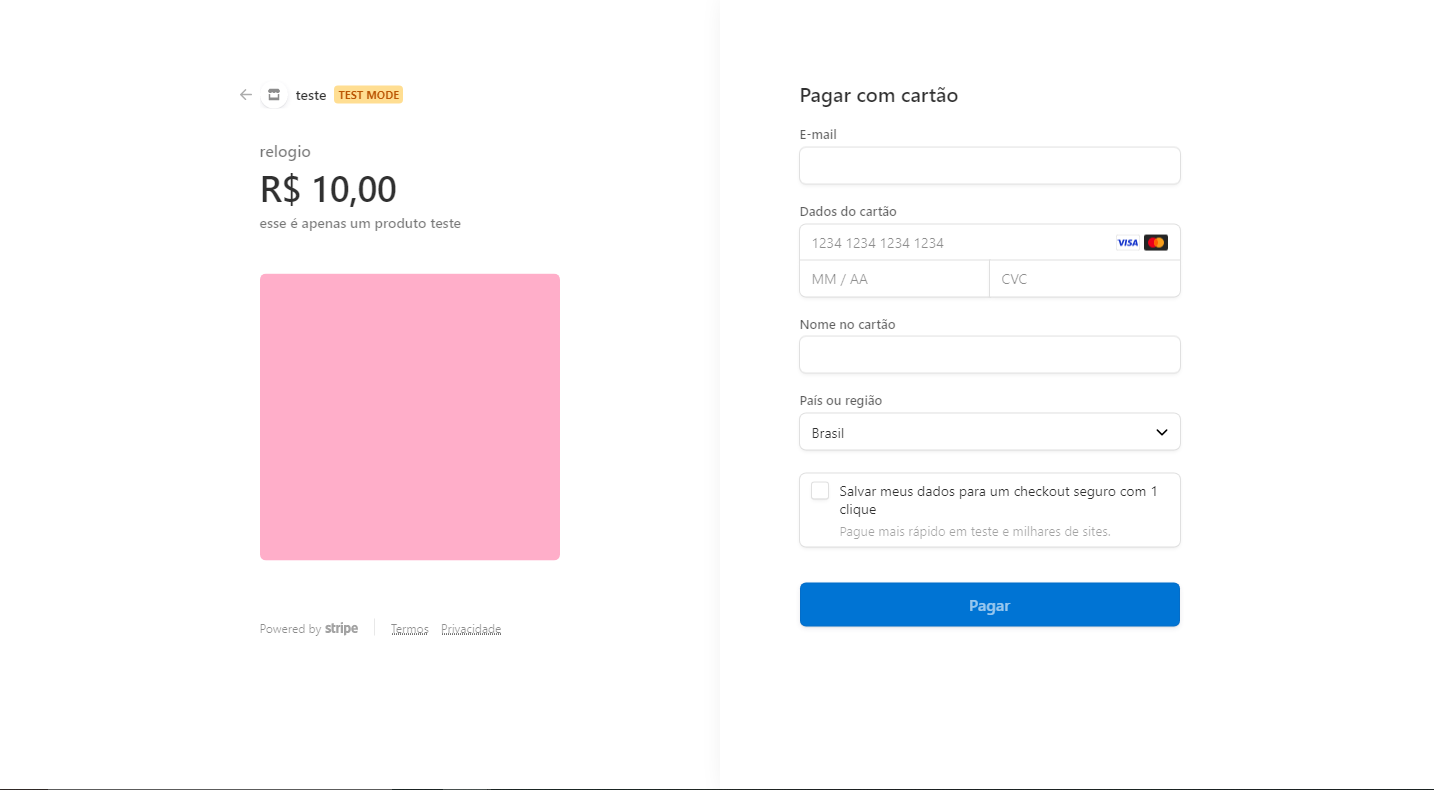 teste TEST MODE
relogio
R$ 10,00
esse é apenas um produto teste
Powered by stripe Termos Privacidade
Pagar com cartão
E-mail
Dados do cartão
1234 1234 1234 1234 VISA
MM / AA CVC
Nome no cartão
País ou região
Brasil
Salvar meus dados para um checkout seguro com 1
clique
Pague mais rápido em teste e milhares de sites.
Pagar